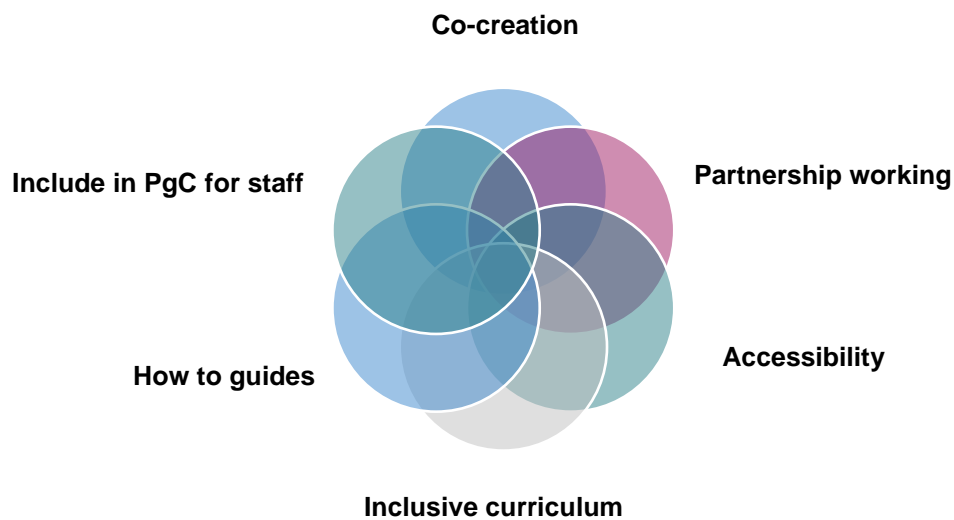 Co-creation
Include in PgC for staff
Partnership working
How to guides
Accessibility
Inclusive curriculum